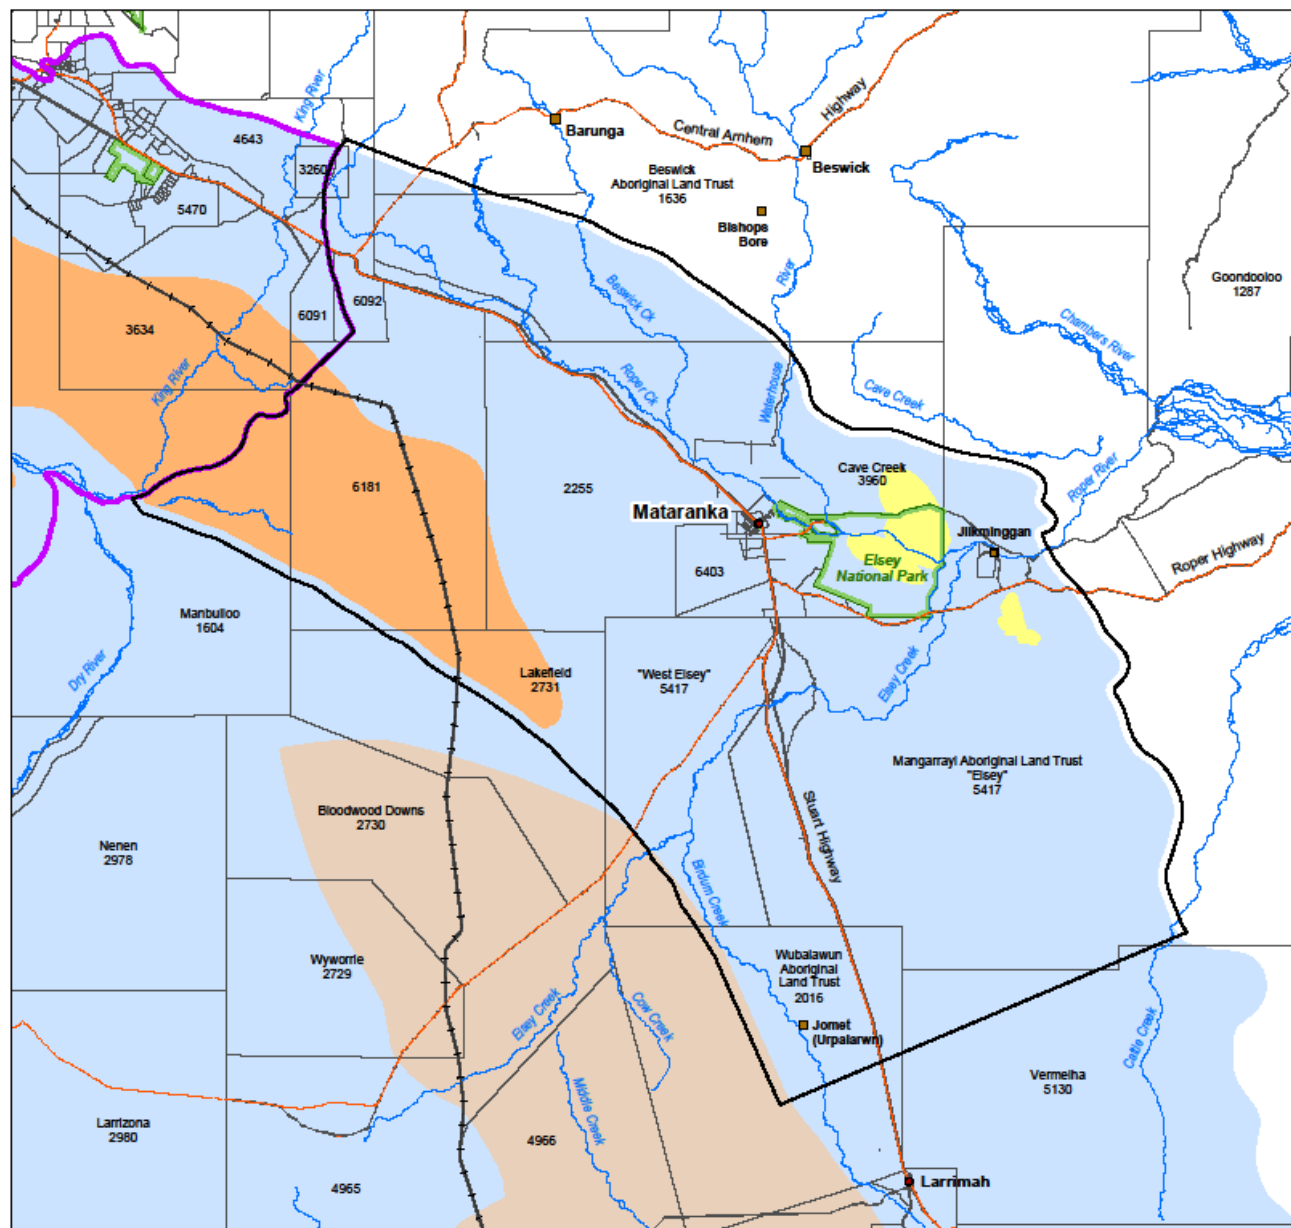 King River
4643
Barunga
Central Arnhem
Highway
Beswick
3260
Beswick
Aboriginal Land Trust
1636
5470
Bishops
Bore
River
Goondooloo
1287
Beswick Ck
6092
6091
3634
Chambers River
King River
Roper Ck
Waterhouse
Cave Creek
Cave Creek
3960
Roper River
6181
2255
Mataranka
Jilkminggan
Roper Highway
Elsey
National Park
6403
Manbulloo
1604
Dry River
Lakefield
2731
"West Elsey"
5417
Elsey Creek
Mangarrayi Aboriginal Land Trust
"Elsey"
5417
Bloodwood Downs
2730
Stuart Highway
Nenen
2978
Birdum Creek
Wyworrie
2729
Wubalawun
Aboriginal
Land Trust
2016
Elsey Creek
Cow Creek
Jomet
(Urpalarwn)
Cattle Creek
Vermelha
5130
Middle Creek
Larrizona
2980
4966
4965
Larrimah